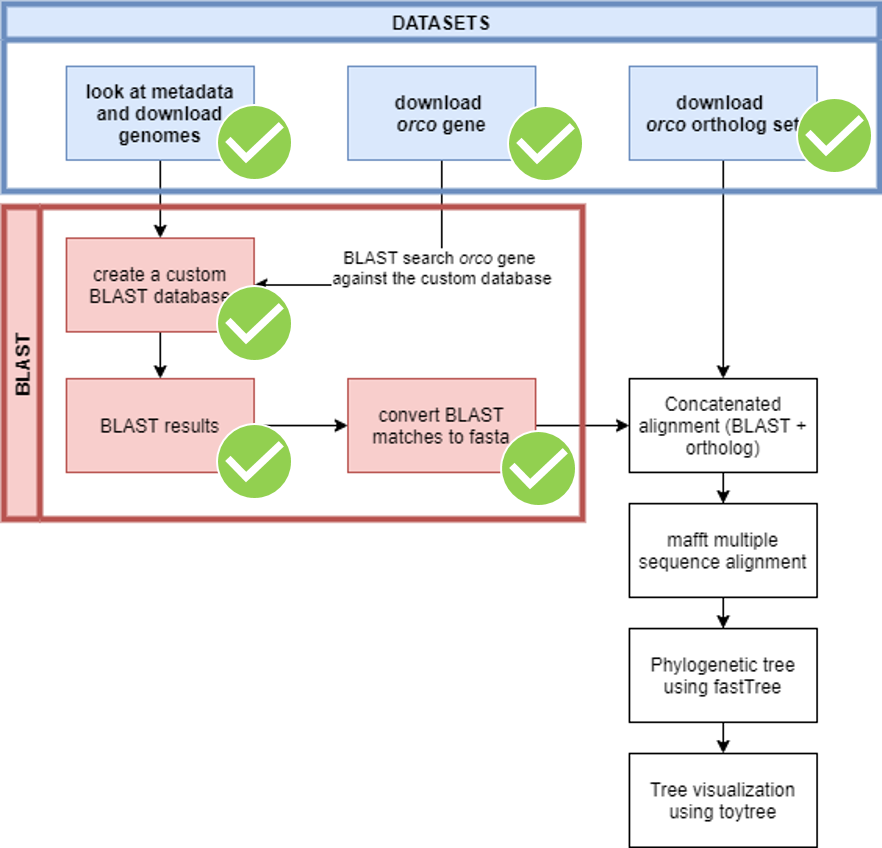 DATASETS
look at metadata
and download
genomes
download
orco gene
download
orco ortholog set
BLAST
create a custom
BLAST database
BLAST search orco gene
against the custom database
BLAST results
convert BLAST
matches to fasta
Concatenated
alignment (BLAST +
ortholog)
mafft multiple
sequence alignment
Phylogenetic tree
using fastTree
Tree visualization
using toytree